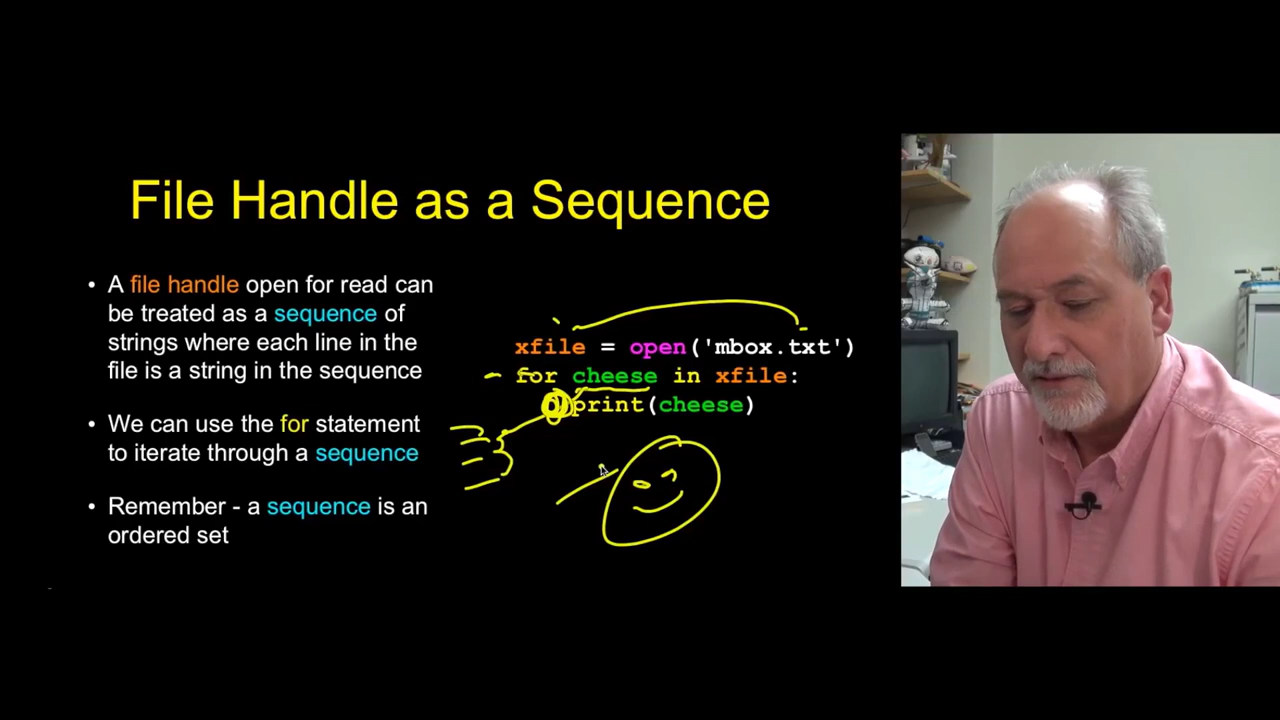 File Handle as a Sequence
• A file handle open for read can
be treated as a sequence of
strings where each line in the
file is a string in the sequence
• We can use the for statement
to iterate through a sequence
• Remember - a sequence is an
ordered set
xfile = open('mbox.txt')
for cheese in xfile:
print(cheese)